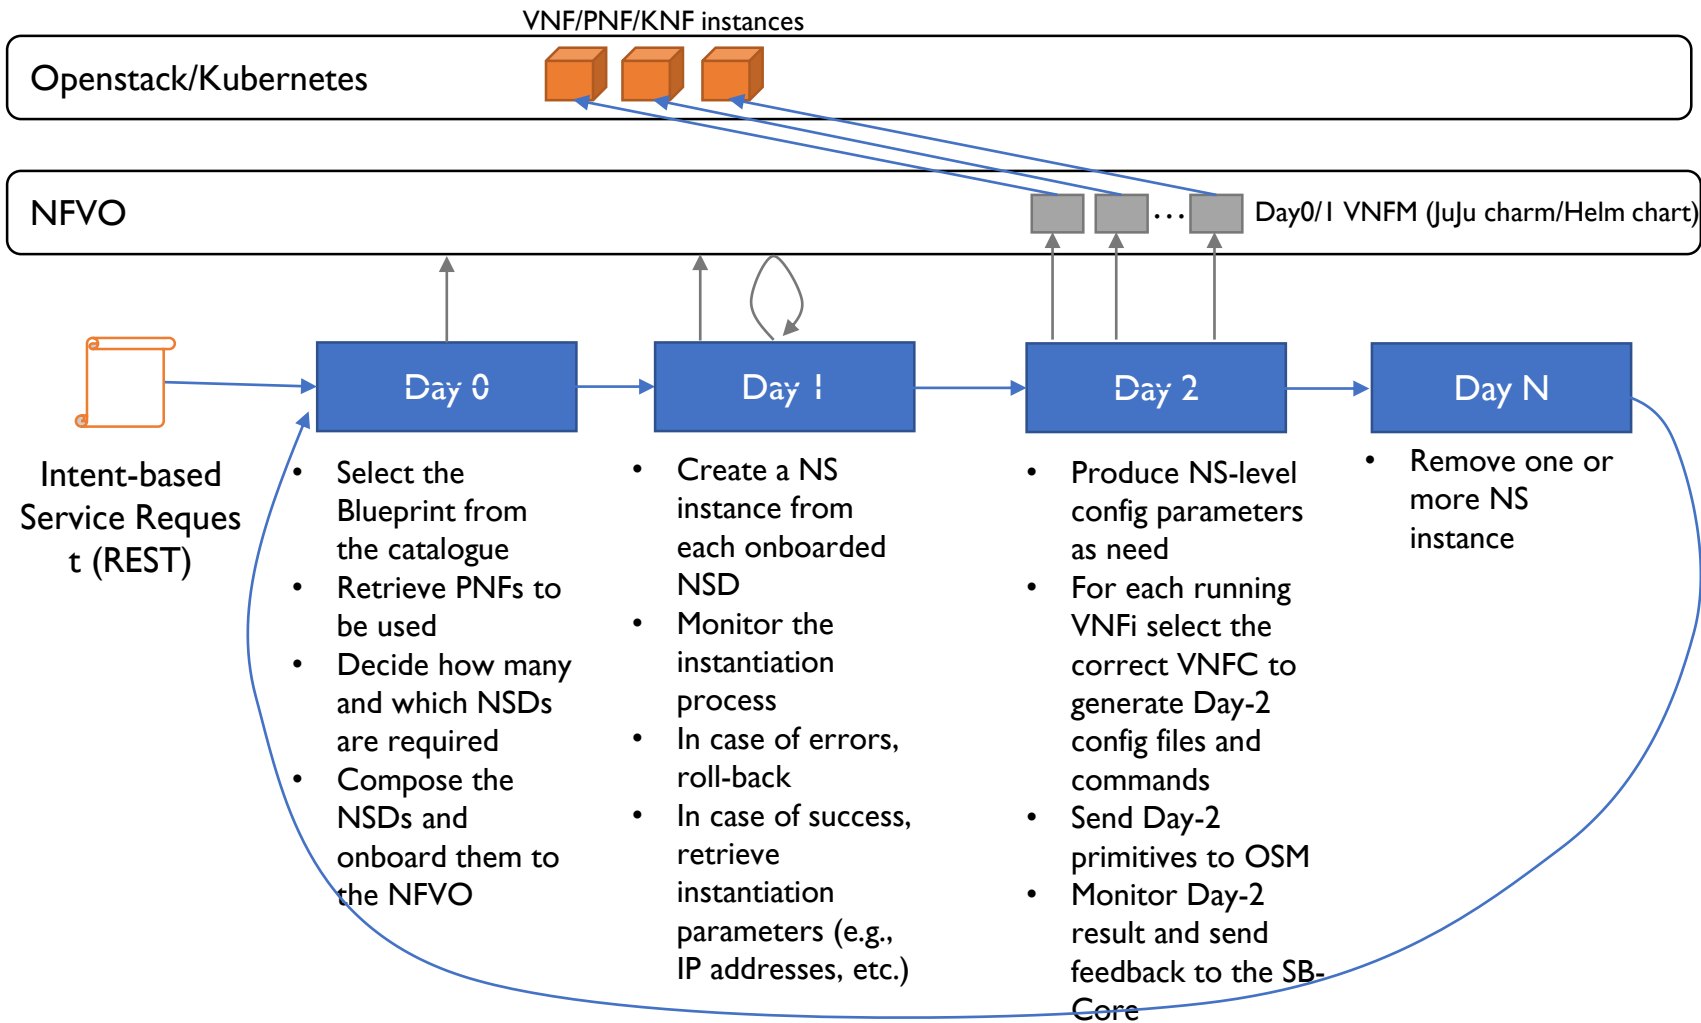 VNF/PNF/KNF instances
Openstack/Kubernetes
NFVO
...
Day0/1 VNFM (JuJu charm/Helm chart)
Intent-based
Service Reques
t (REST)
Day 0
• Select the
Blueprint from
the catalogue
• Retrieve PNFs to
be used
• Decide how many
and which NSDs
are required
• Compose the
NSDs and
onboard them to
the NFVO
Day 1
• Create a NS
instance from
each onboarded
NSD
• Monitor the
instantiation
process
• In case of errors,
roll-back
• In case of success,
retrieve
instantiation
parameters (e.g.,
IP addresses, etc.)
Day 2
• Produce NS-level
config parameters
as need
• For each running
VNFi select the
correct VNFC to
generate Day-2
config files and
commands
• Send Day-2
primitives to OSM
• Monitor Day-2
result and send
feedback to the SB-
Core
Day N
• Remove one or
more NS
instance